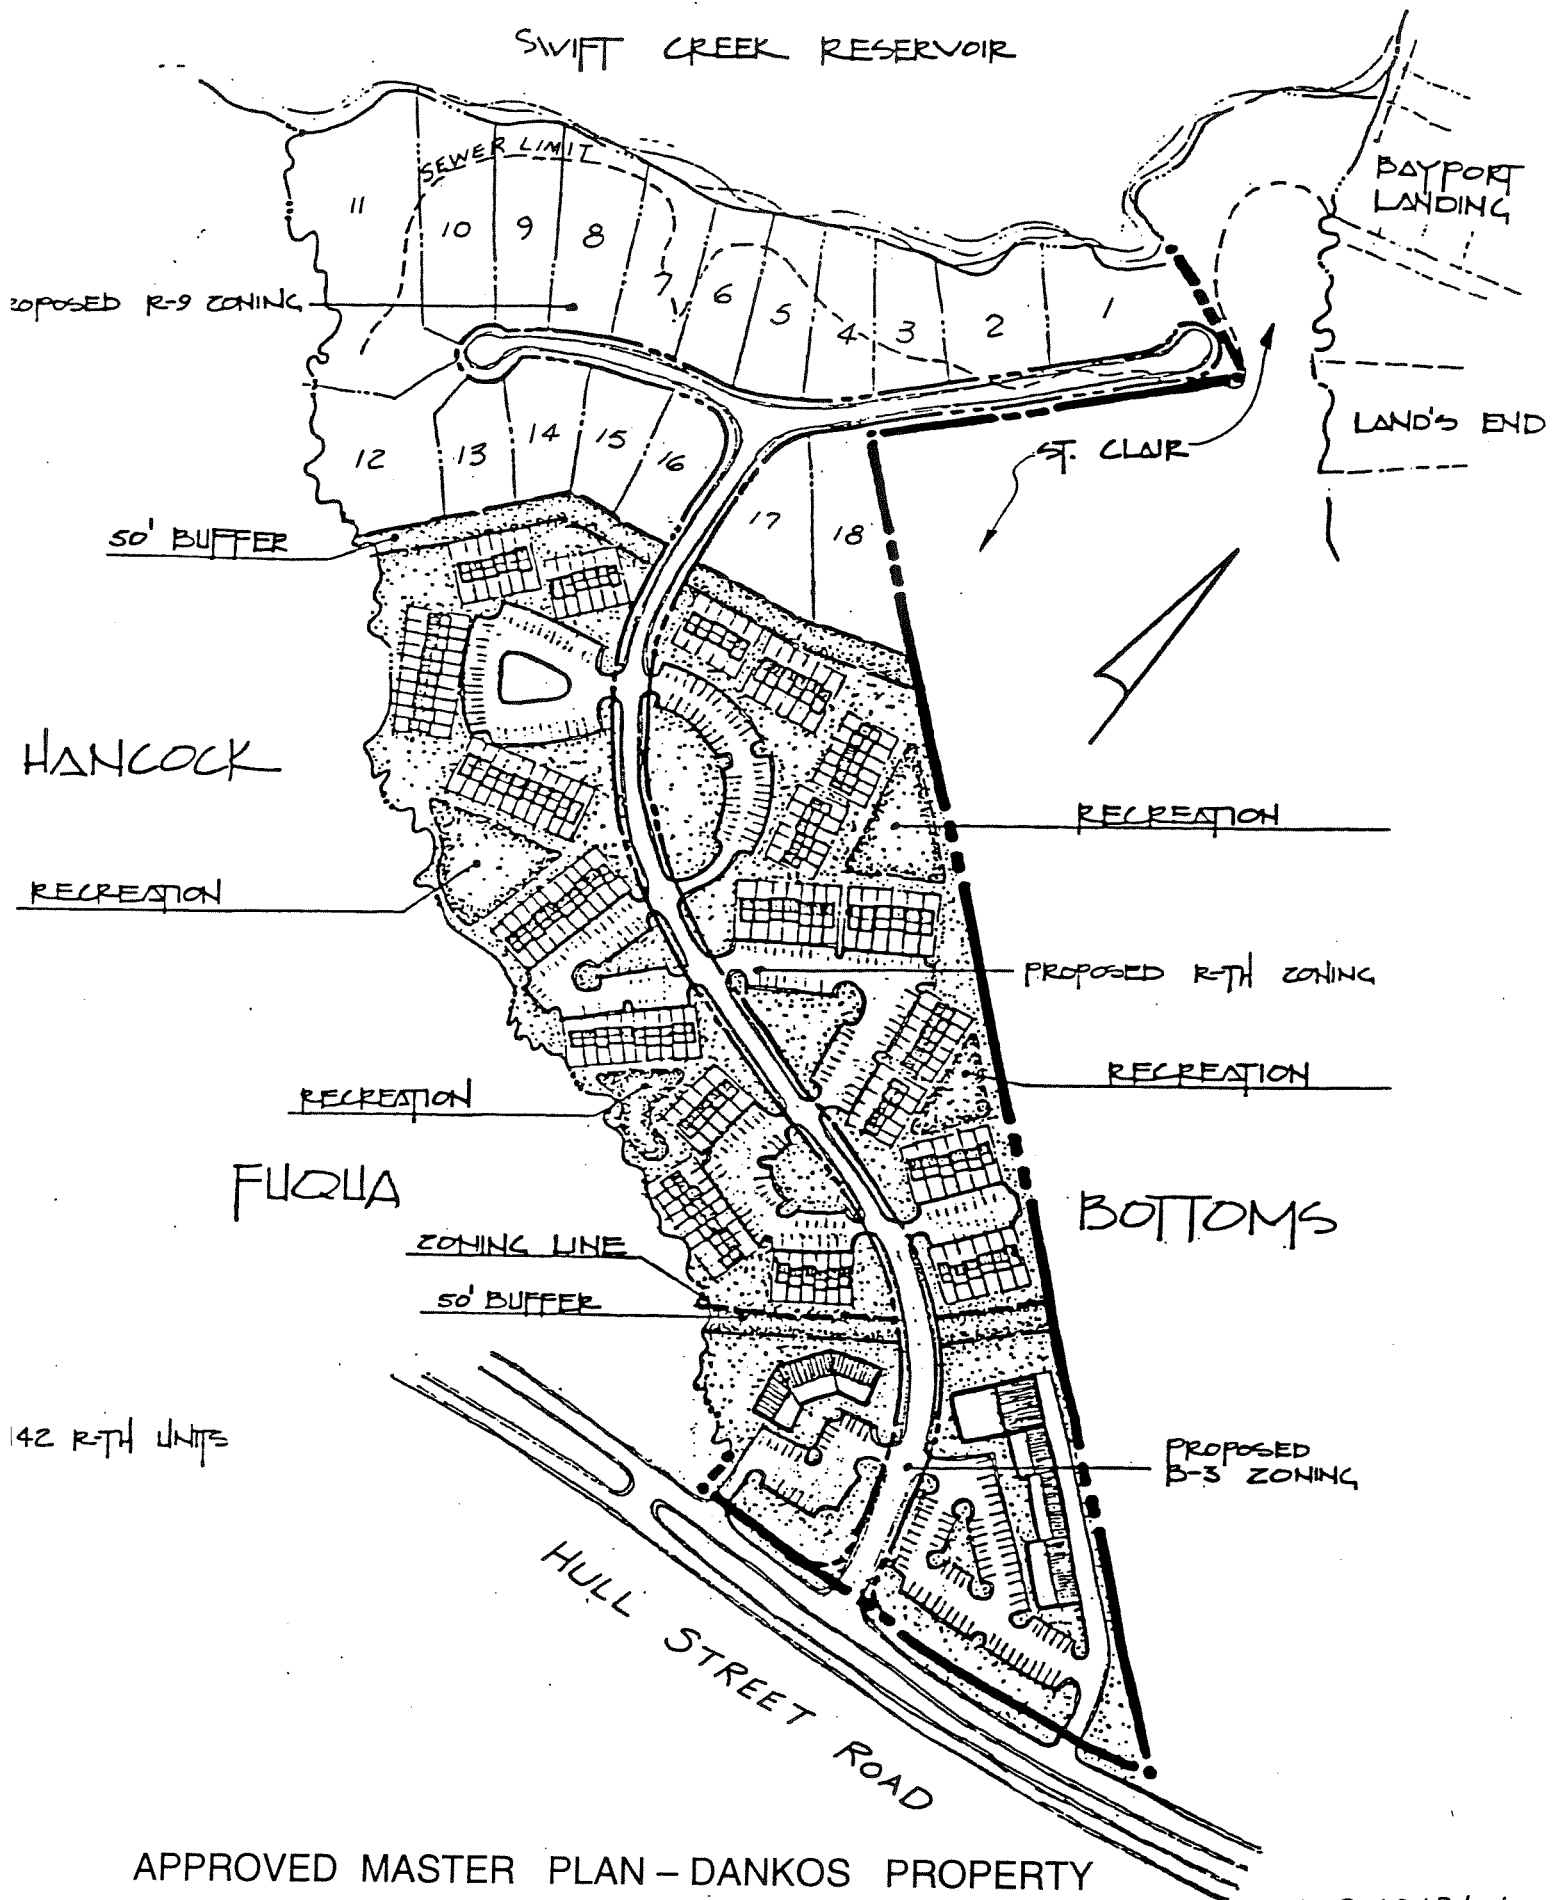 SWIFT CREEK RESERVOIR
BAYPORT
LANDING
SEWER LIMIT
11
10
9
8
7
6
5
4
3
2
1
OPOSED R-9 ZONING
LAND'S END
ST. CLAIR
12
13
14
15
16
17
18
50' BUFFER
HANCOCK
RECREATION
RECREATION
PROPOSED R-TH ZONING
RECREATION
RECREATION
FUQUA
BOTTOMS
ZONING LINE
50' BUFFER
142 R-TH UNITS
PROPOSED
B-3 ZONING
HULL STREET ROAD
APPROVED MASTER PLAN – DANKOS PROPERTY